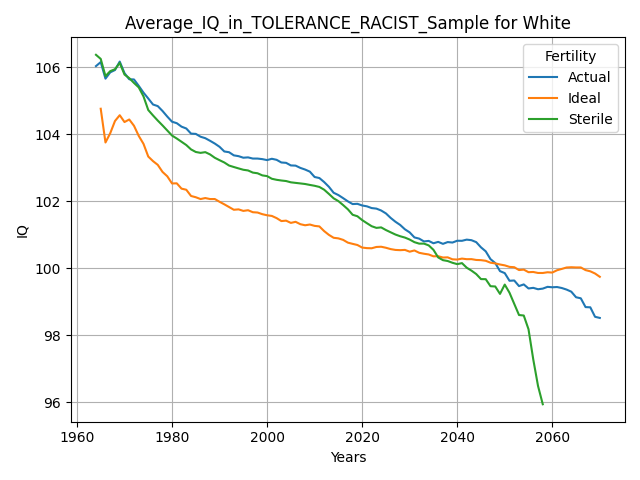 Average_IQ_in_TOLERANCE_RACIST_Sample for White
Fertility
Actual
Ideal
Sterile
106
104
102
100
98
96
IQ
1960
1980
2000
2020
2040
2060
Years